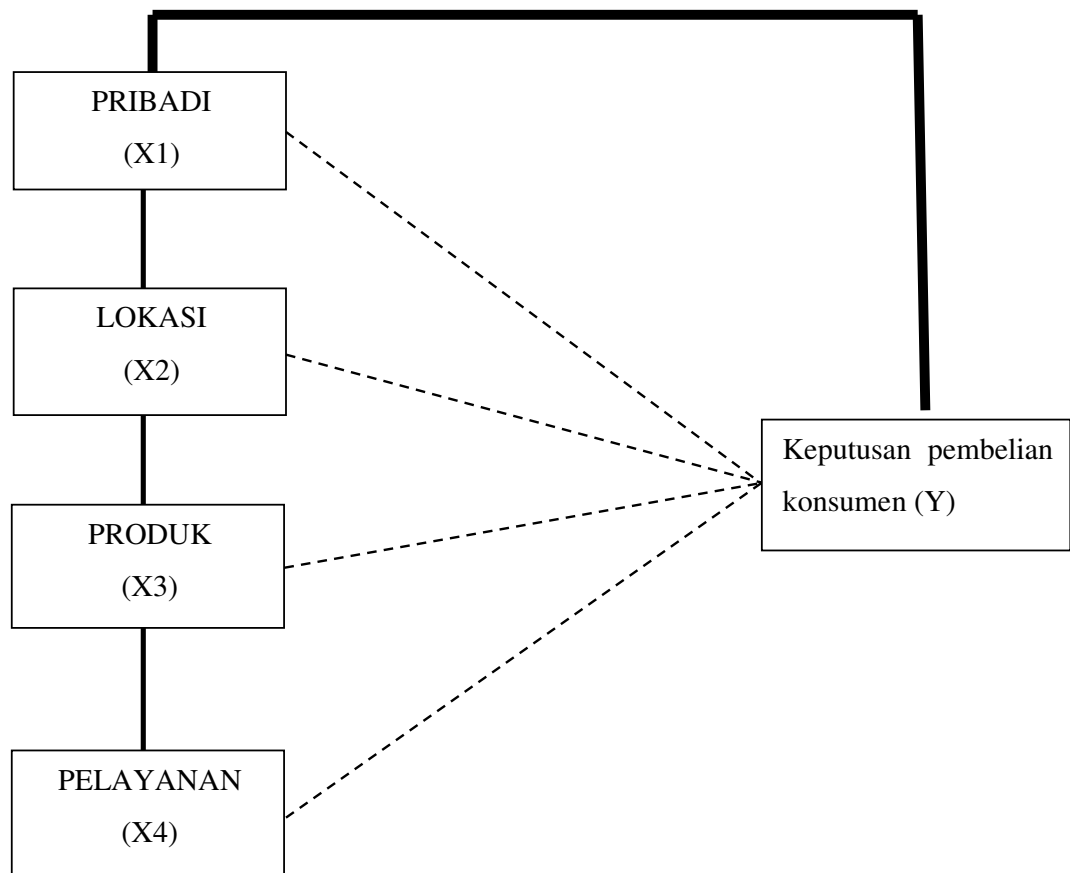 PRIBADI
(X1)
LOKASI
(X2)
Keputusan pembelian
konsumen (Y)
PRODUK
(X3)
PELAYANAN
(X4)